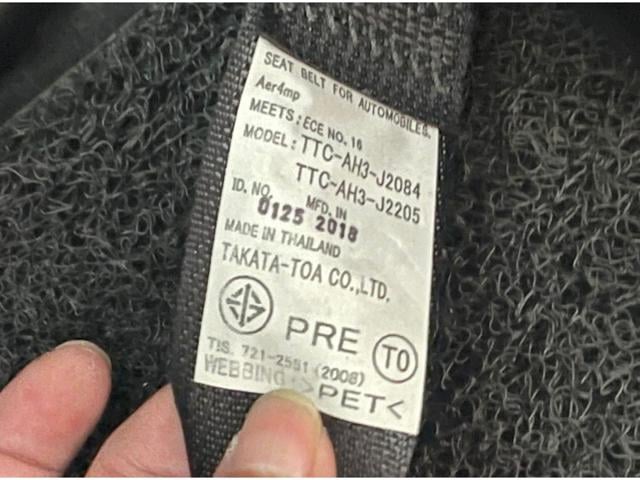 SEAT BELT FOR AUTOMOBILES.
Aer4mp
MEETS: ECE NO. 16
MODEL: TTC-AH3-J2084
TTC-AH3-J2205
ID. NO. MFD. IN
0125 2018
MADE IN THAILAND
TAKATA-TOA CO., LTD.
PRE TO
TIS. 721-2551 (2008)
WEBBING: >PET<